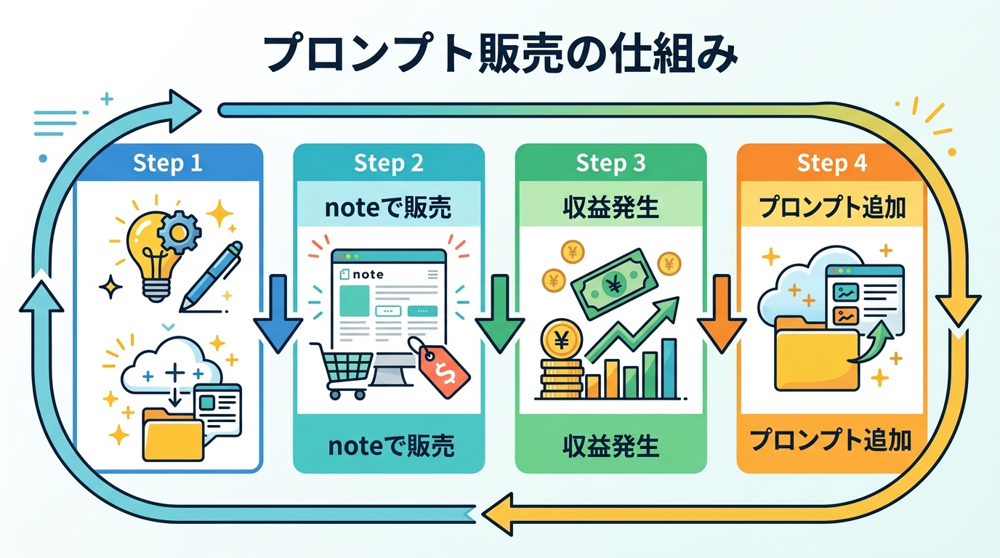 プロンプト販売の仕組み
Step 1
Step 2
noteで販売
note
$
noteで販売
Step 3
収益発生
¥
¥
¥
¥
¥
収益発生
Step 4
プロンプト追加
プロンプト追加